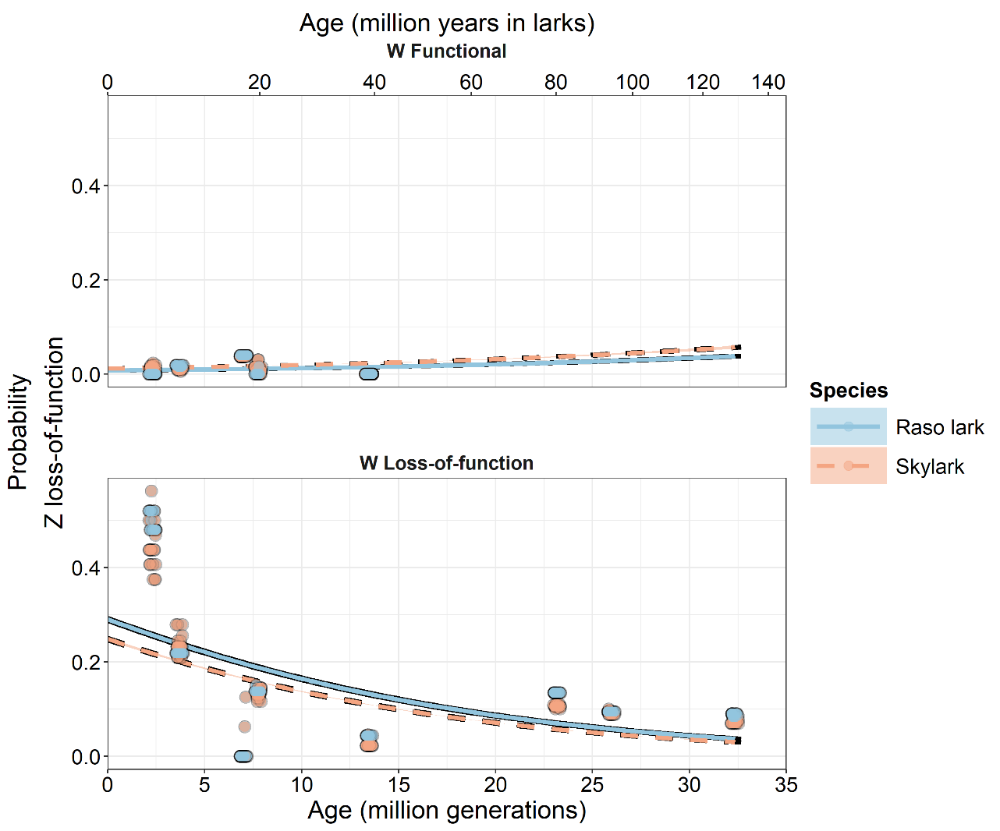 Age (million years in larks)
W Functional
0 20 40 60 80 100 120 140
0.4
0.2
0.0
Probability
Z loss-of-function
W Loss-of-function
0.4
0.2
0.0
0 5 10 15 20 25 30 35
Age (million generations)
Species
Raso lark
Skylark